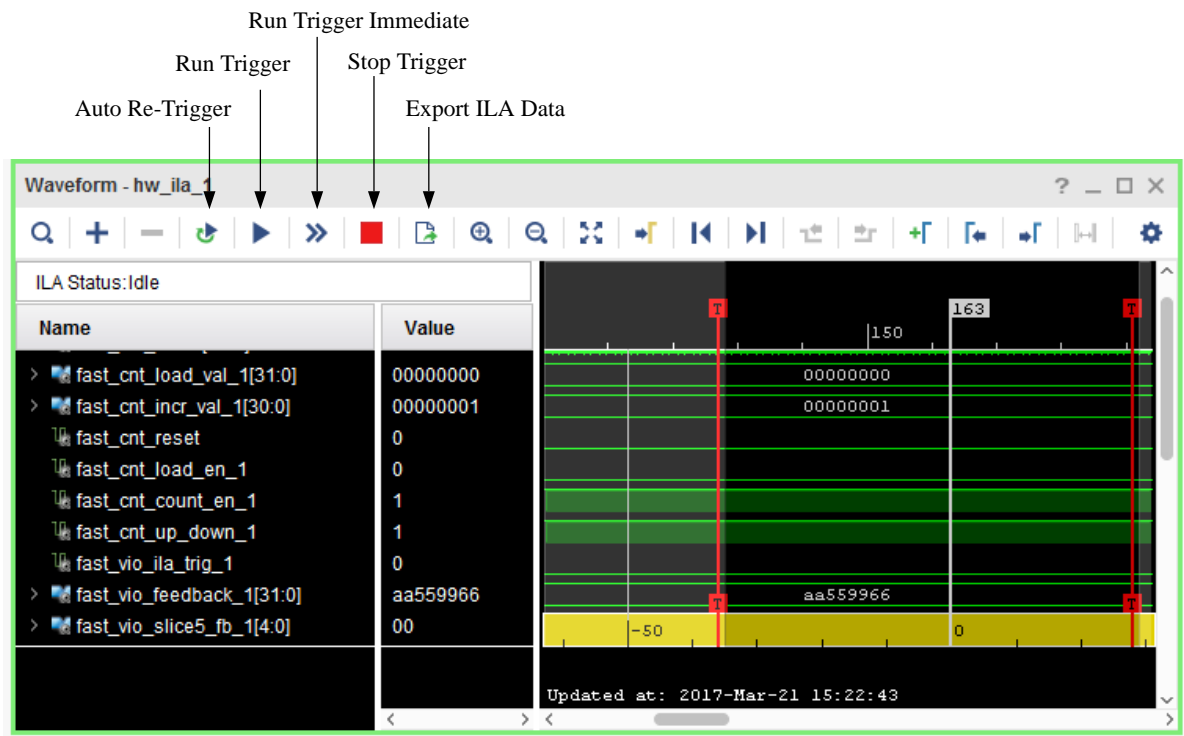 Run Trigger Immediate
Run Trigger
Stop Trigger
Auto Re-Trigger
Export ILA Data
Waveform - hw_ila_1
ILA Status:Idle
Name
Value
T
163
T
150
fast_cnt_load_val_1[31:0]
00000000
00000000
fast_cnt_incr_val_1[30:0]
00000001
00000001
fast_cnt_reset
0
fast_cnt_load_en_1
0
fast_cnt_count_en_1
1
fast_cnt_up_down_1
1
fast_vio_ila_trig_1
0
fast_vio_feedback_1[31:0]
aa559966
aa559966
T
T
fast_vio_slice5_fb_1[4:0]
00
-50
0
Updated at: 2017-Mar-21 15:22:43